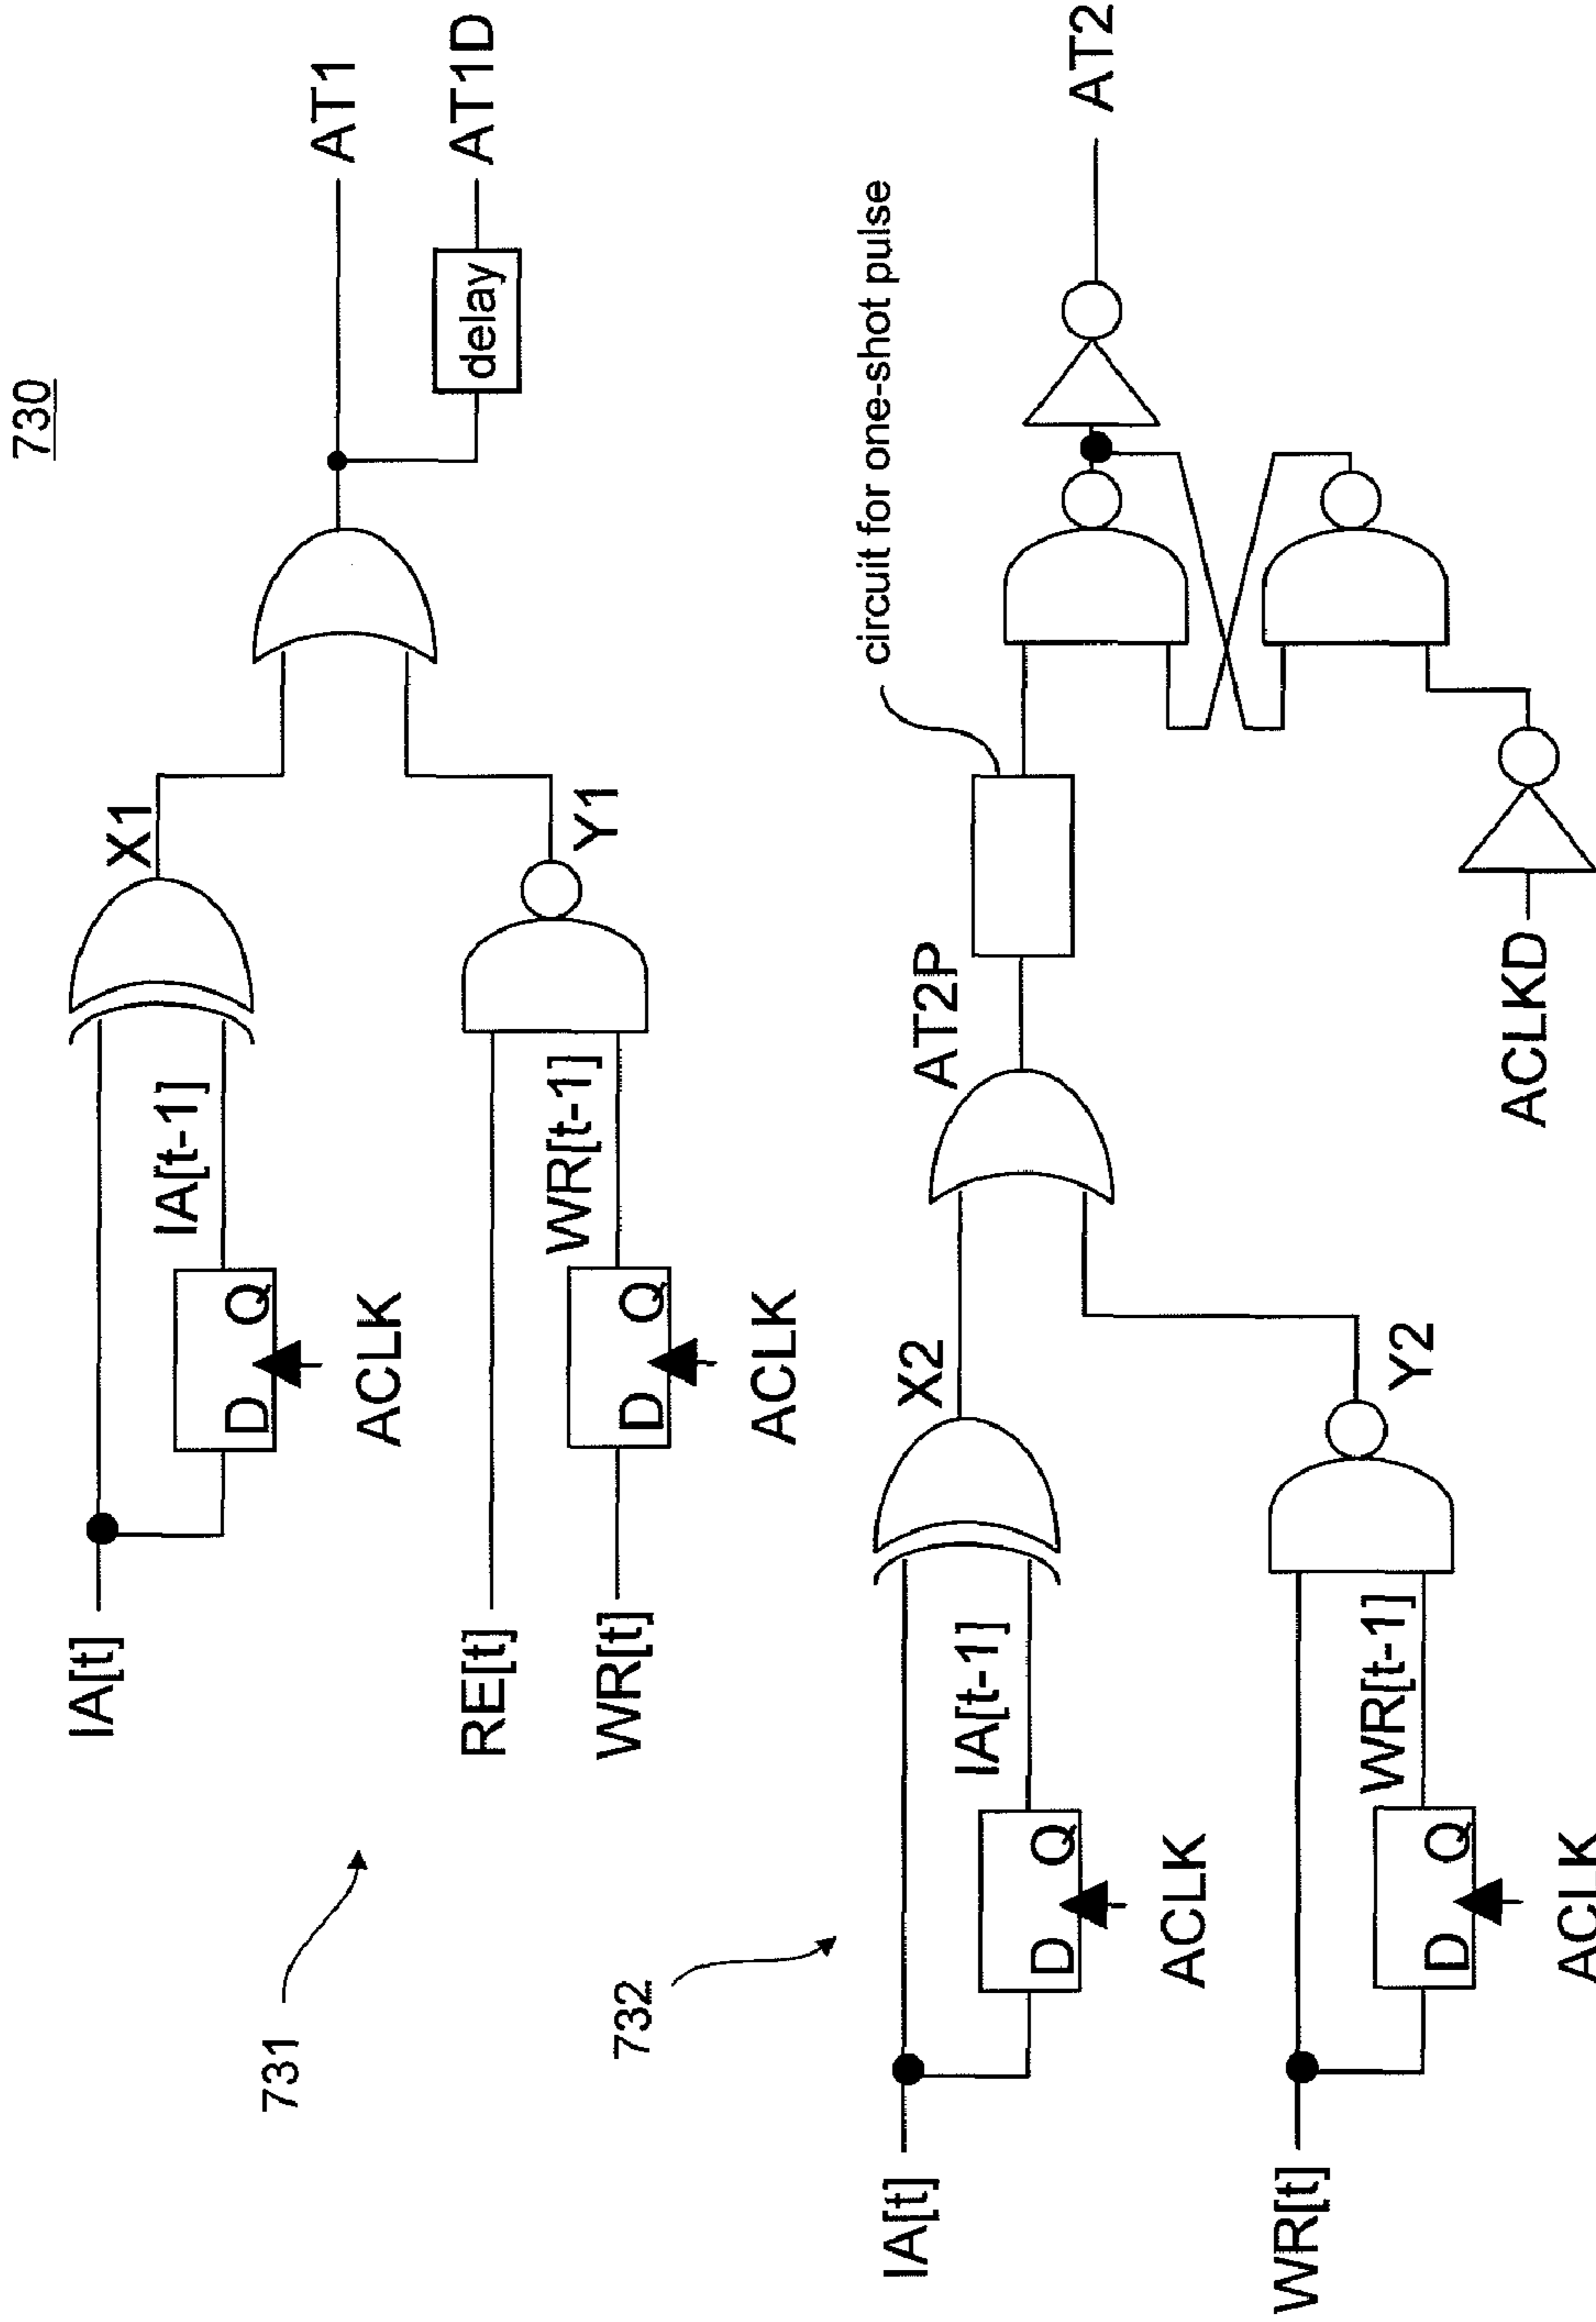 730
731
IA[t]
D Q
ACLK
IA[t-1]
X1
RE[t]
WR[t]
D Q
ACLK
WR[t-1]
Y1
AT1
delay
AT1D
732
IA[t]
D Q
ACLK
IA[t-1]
X2
WR[t]
D Q
ACLK
WR[t-1]
Y2
AT2P
circuit for one-shot pulse
ACLKD
AT2